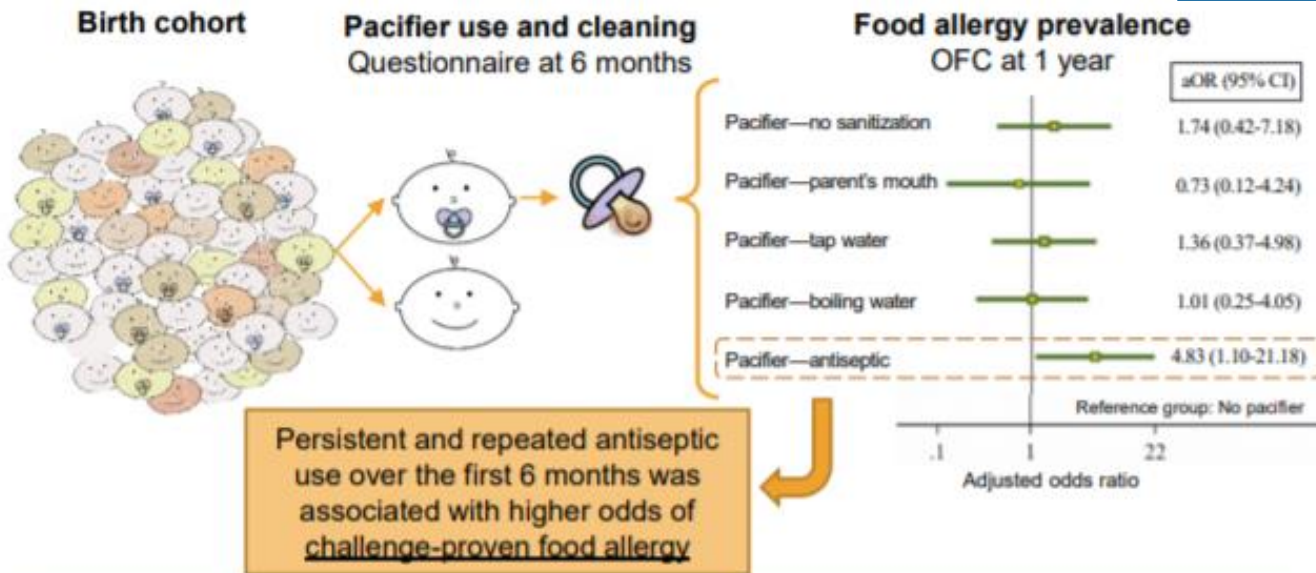 Birth cohort
Pacifier use and cleaning
Questionnaire at 6 months
Food allergy prevalence
OFC at 1 year
aOR (95% CI)
Pacifier—no sanitization
1.74 (0.42-7.18)
Pacifier—parent's mouth
0.73 (0.12-4.24)
Pacifier—tap water
1.36 (0.37-4.98)
Pacifier—boiling water
1.01 (0.25-4.05)
Pacifier—antiseptic
4.83 (1.10-21.18)
Reference group: No pacifier
.1 1 22
Adjusted odds ratio
Persistent and repeated antiseptic
use over the first 6 months was
associated with higher odds of
challenge-proven food allergy